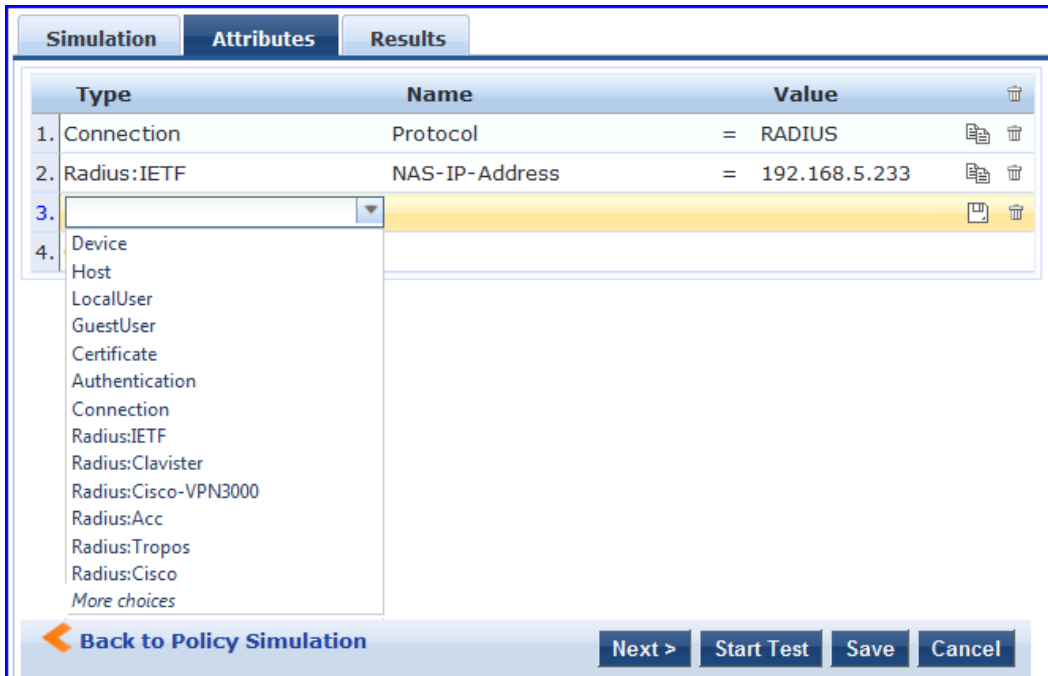 Simulation Attributes Results
Type Name Value
1. Connection Protocol = RADIUS
2. Radius:IETF NAS-IP-Address = 192.168.5.233
3.
4.
Device
Host
LocalUser
GuestUser
Certificate
Authentication
Connection
Radius:IETF
Radius:Clavister
Radius:Cisco-VPN3000
Radius:Acc
Radius:Tropos
Radius:Cisco
More choices
Back to Policy Simulation Next > Start Test Save Cancel